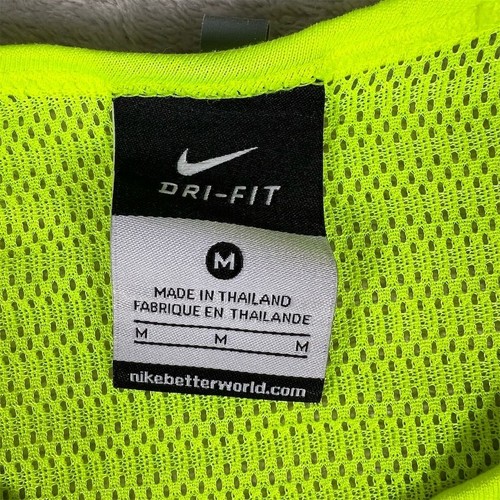 DRI-FIT
M
MADE IN THAILAND
FABRIQUE EN THAILANDE
M M M
nikebetterworld.com